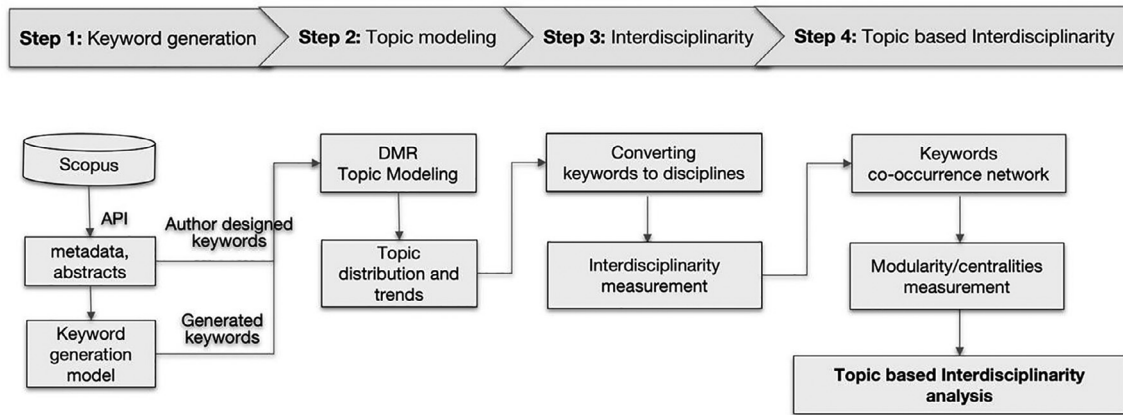 Step 1: Keyword generation
Step 2: Topic modeling
Step 3: Interdisciplinarity
Step 4: Topic based Interdisciplinarity
Scopus
API
metadata,
abstracts
Keyword
generation
model
Author designed
keywords
Generated
keywords
DMR
Topic Modeling
Topic
distribution and
trends
Converting
keywords to disciplines
Interdisciplinarity
measurement
Keywords
co-occurrence network
Modularity/centralities
measurement
Topic based Interdisciplinarity
analysis